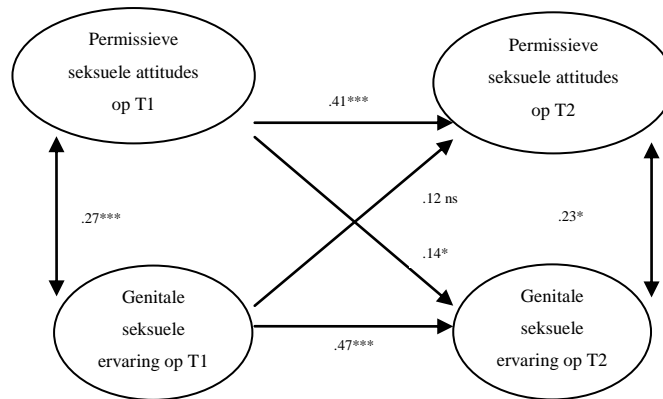 Permissieve
seksuele attitudes
op T1
Permissieve
seksuele attitudes
op T2
.41***
.12 ns
.27***
.23*
.14*
Genitale
seksuele
ervaring op T1
Genitale
seksuele
ervaring op T2
.47***